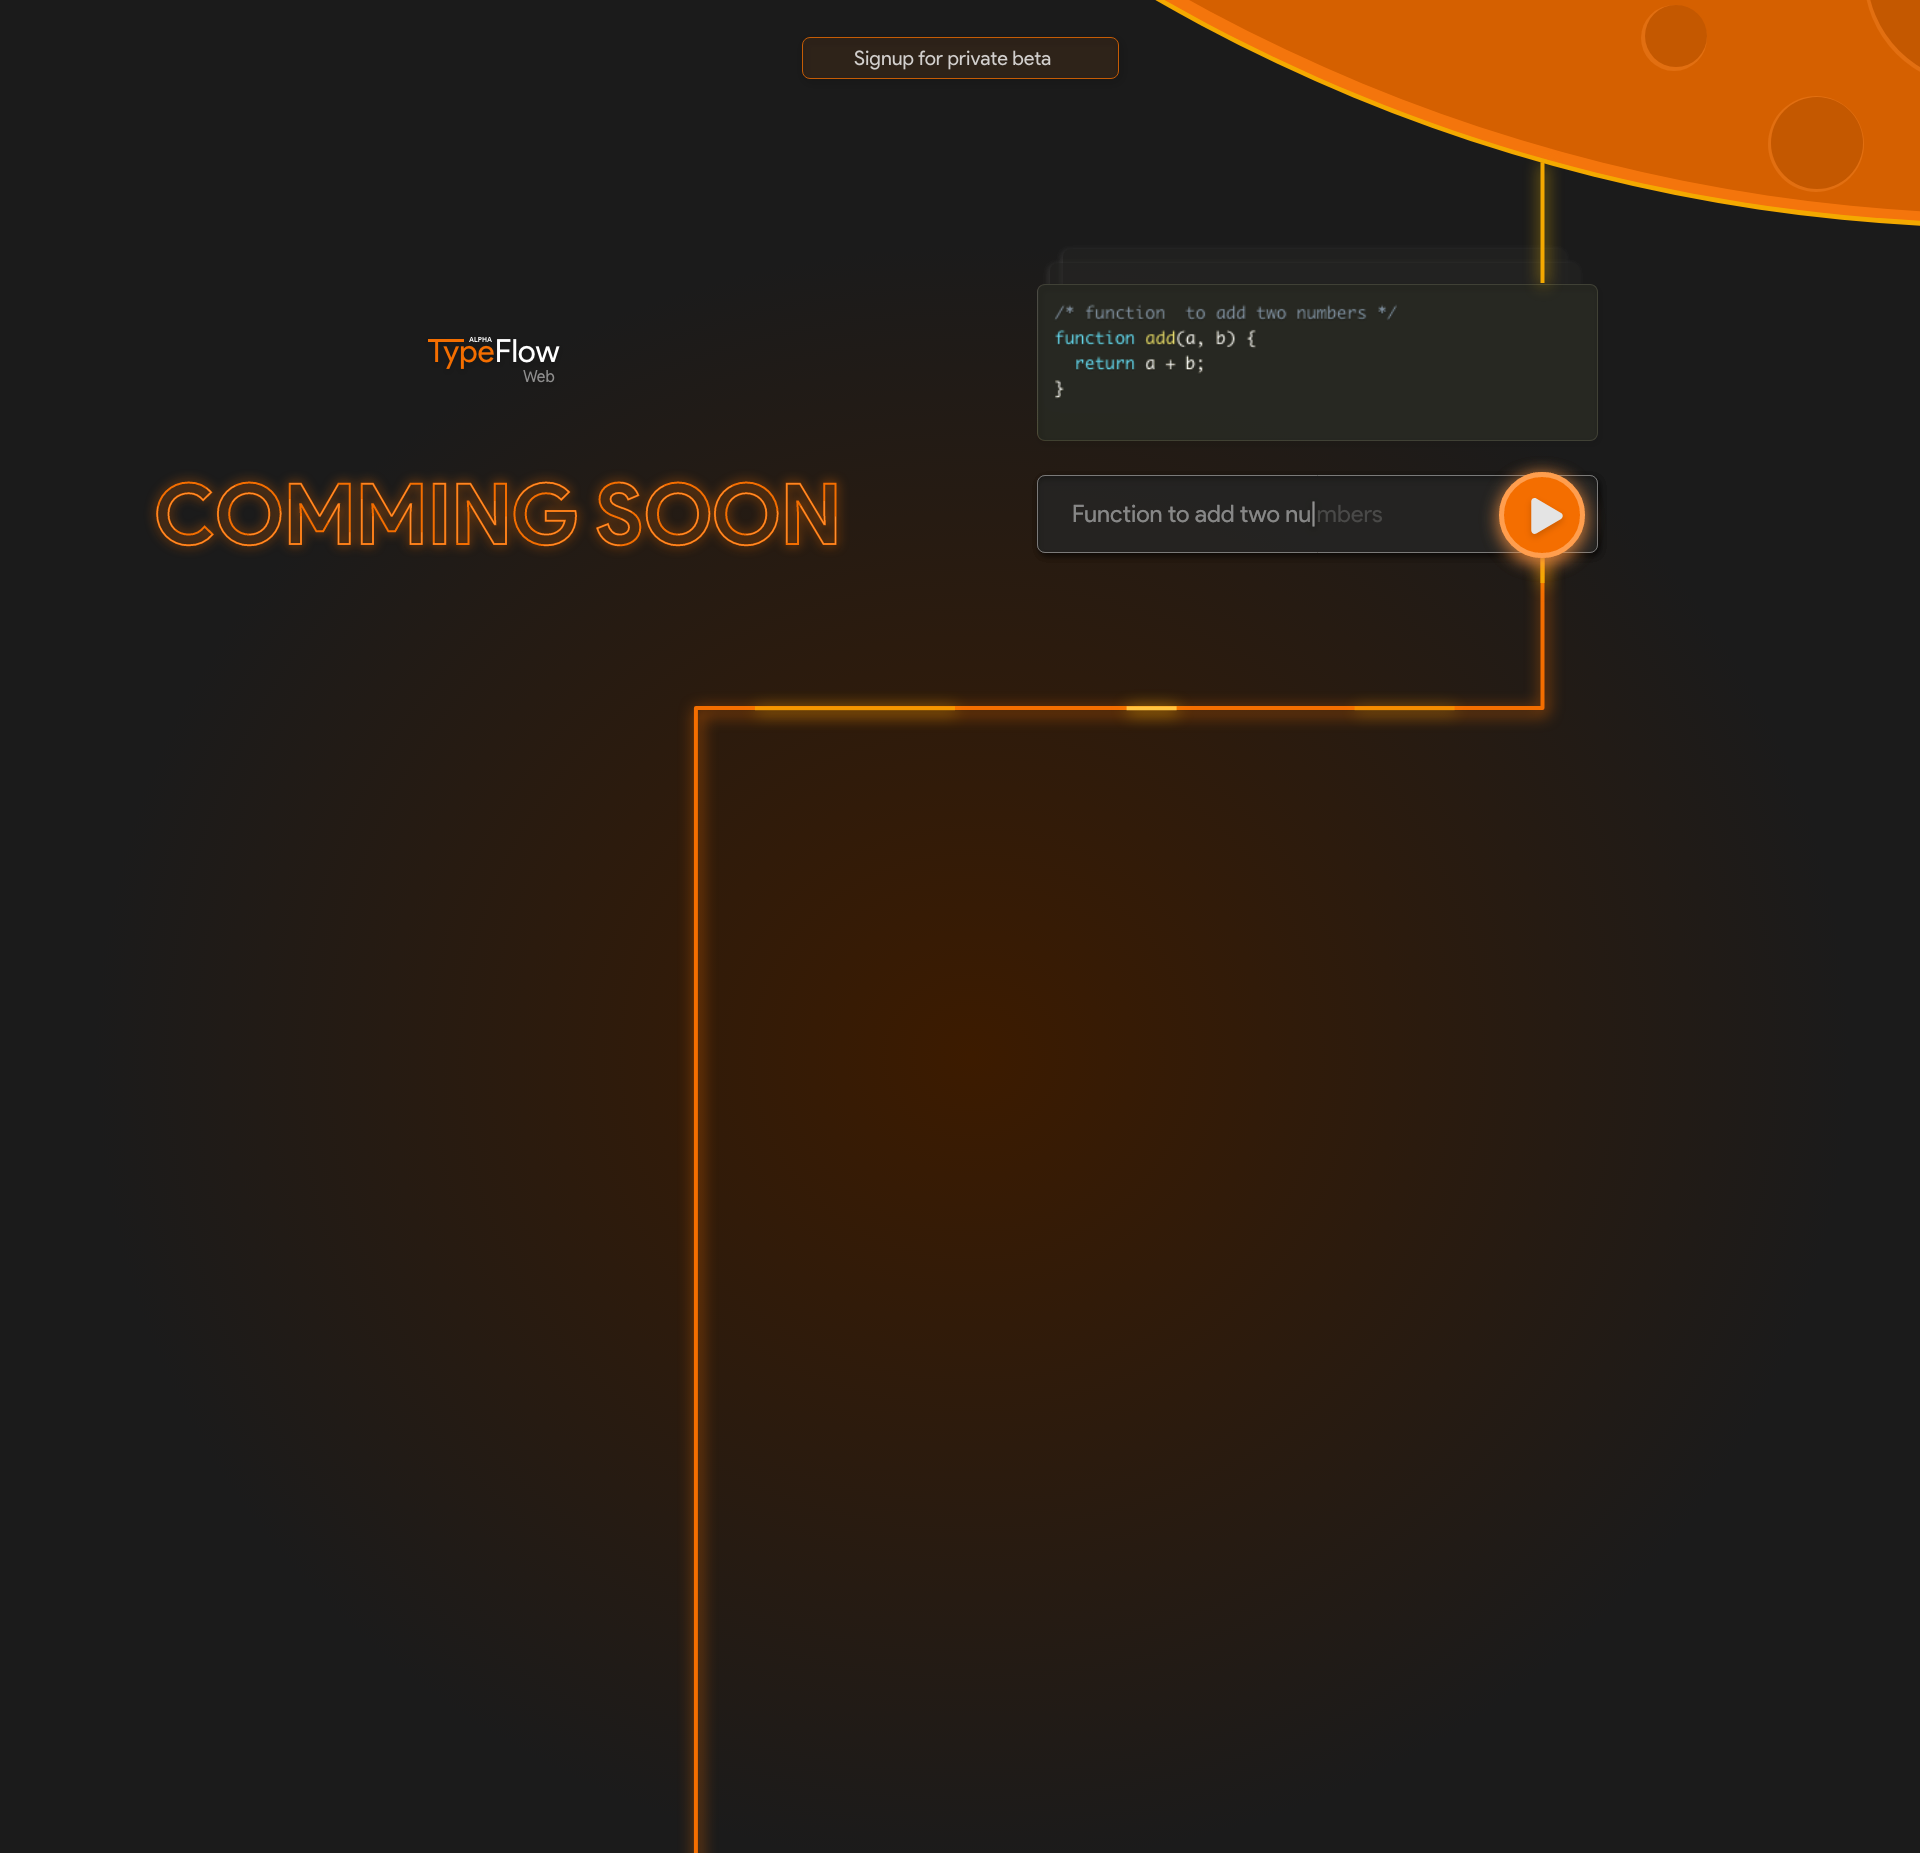 Signup for private beta
/* function  to add two numbers */
function add(a, b) {
  return a + b;
}
ALPHA
TypeFlow
Web
COMMING SOON
Function to add two numbers